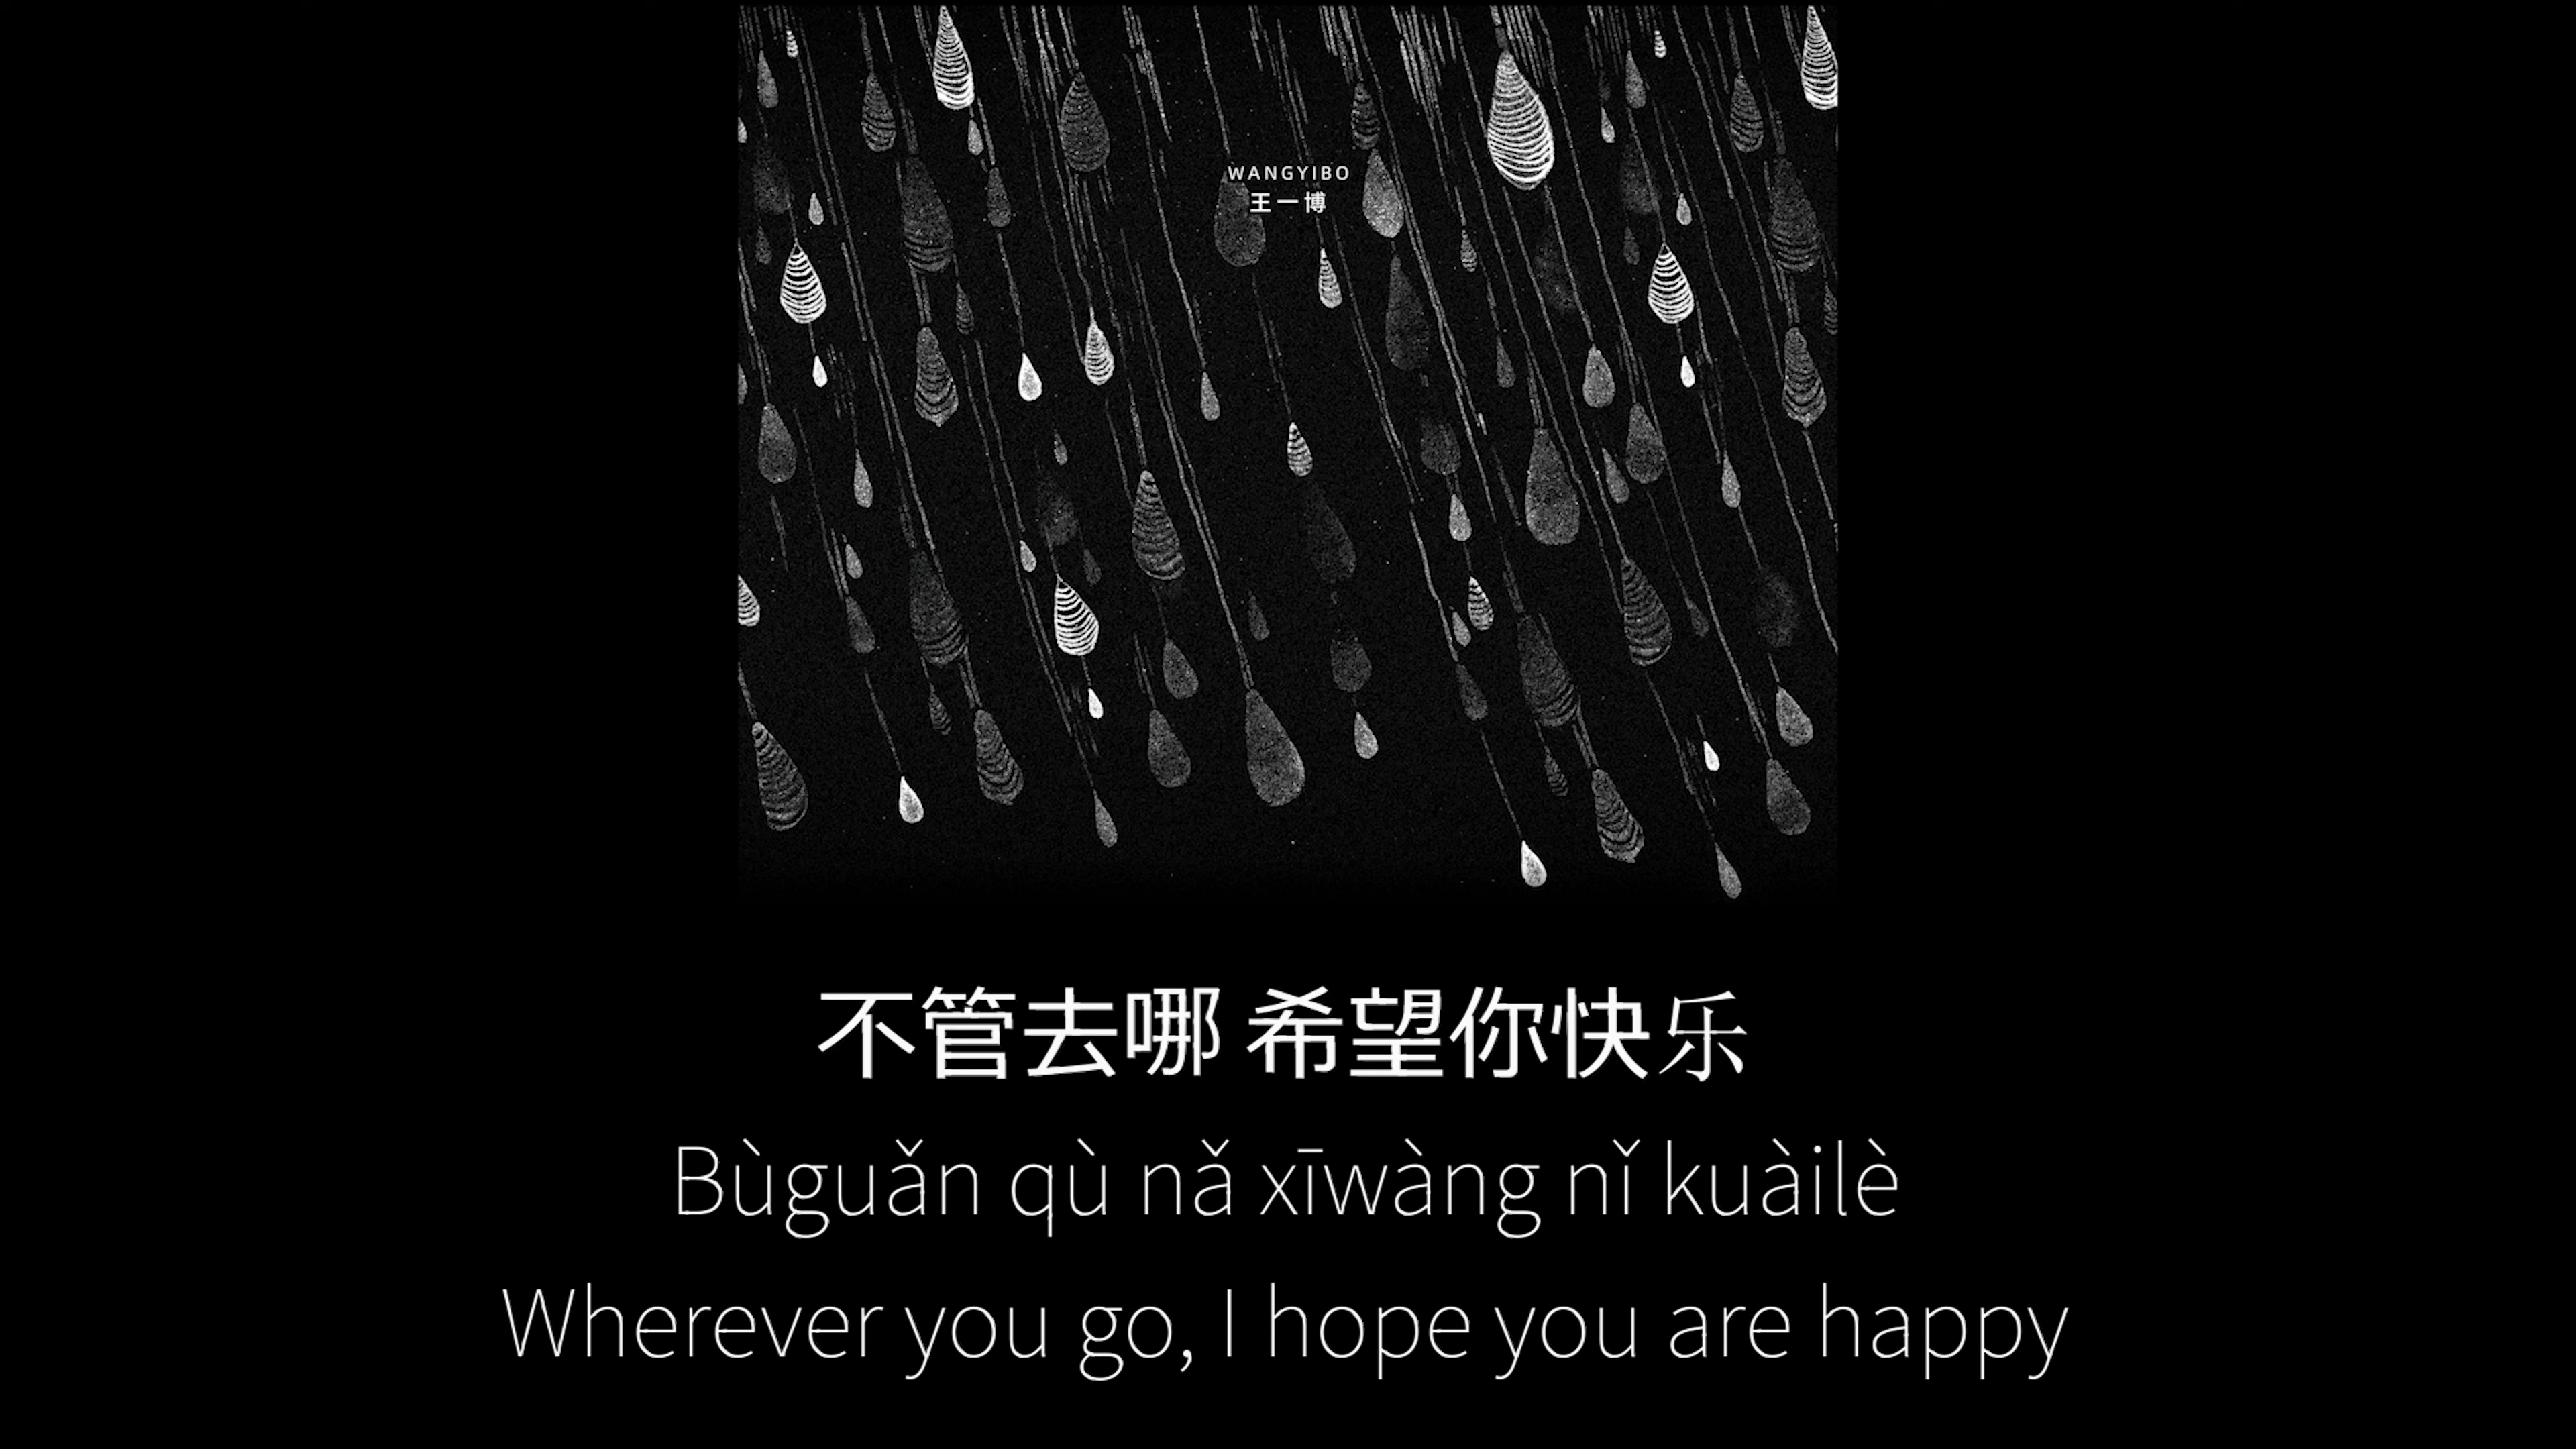 WANGYIBO
王一博
不管去哪 希望你快乐
Bùguǎn qù nǎ xīwàng nǐ kuàilè
Wherever you go, I hope you are happy